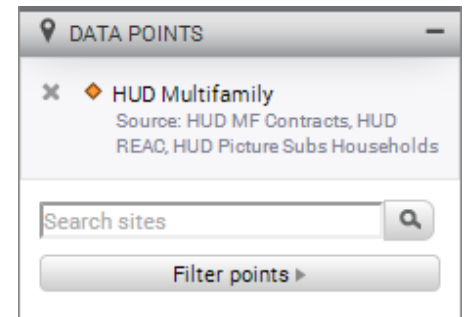 DATA POINTS
HUD Multifamily
Source: HUD MF Contracts, HUD
REAC, HUD Picture Subs Households
Search sites
Filter points